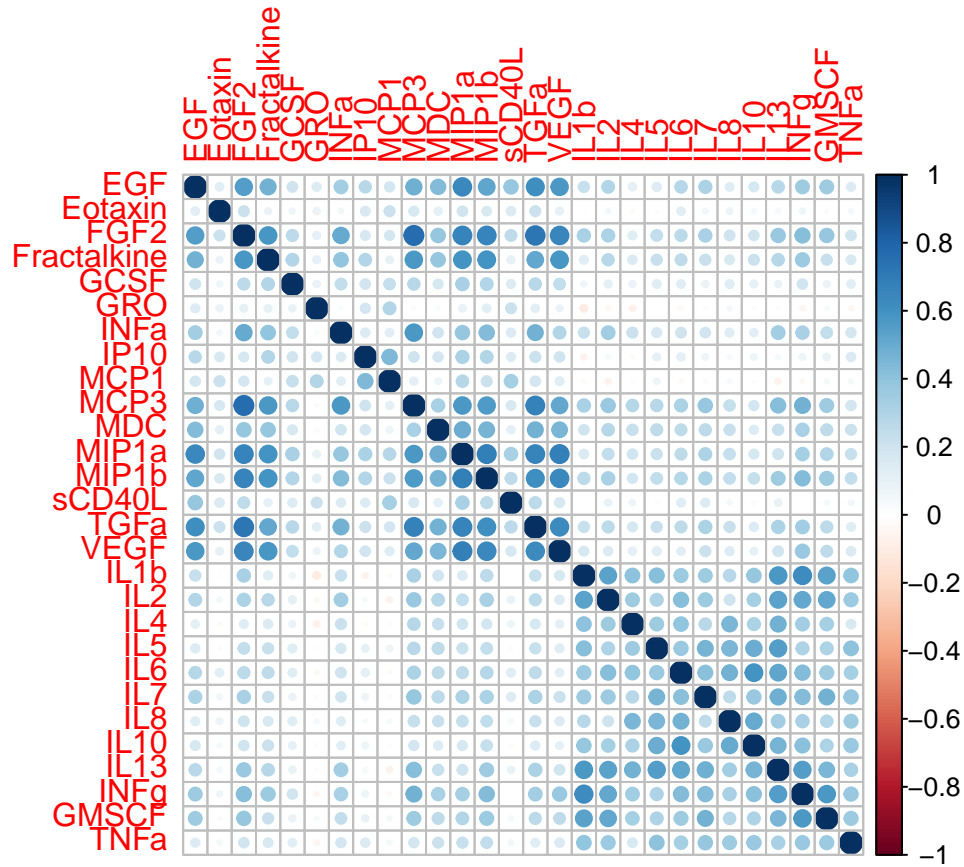 EGF
Eotaxin
FGF2
Fractalkine
GCSF
GRO
INFa
IP10
MCP1
MCP3
MDC
MIP1a
MIP1b
sCD40L
TGFa
VEGF
IL1b
IL2
IL4
IL5
IL6
IL7
IL8
IL10
IL13
INFg
GMSCF
TNFa
EGF
Eotaxin
FGF2
Fractalkine
GCSF
GRO
INFa
IP10
MCP1
MCP3
MDC
MIP1a
MIP1b
sCD40L
TGFa
VEGF
IL1b
IL2
IL4
IL5
IL6
IL7
IL8
IL10
IL13
INFg
GMSCF
TNFa
1
0.8
0.6
0.4
0.2
0
−0.2
−0.4
−0.6
−0.8
−1